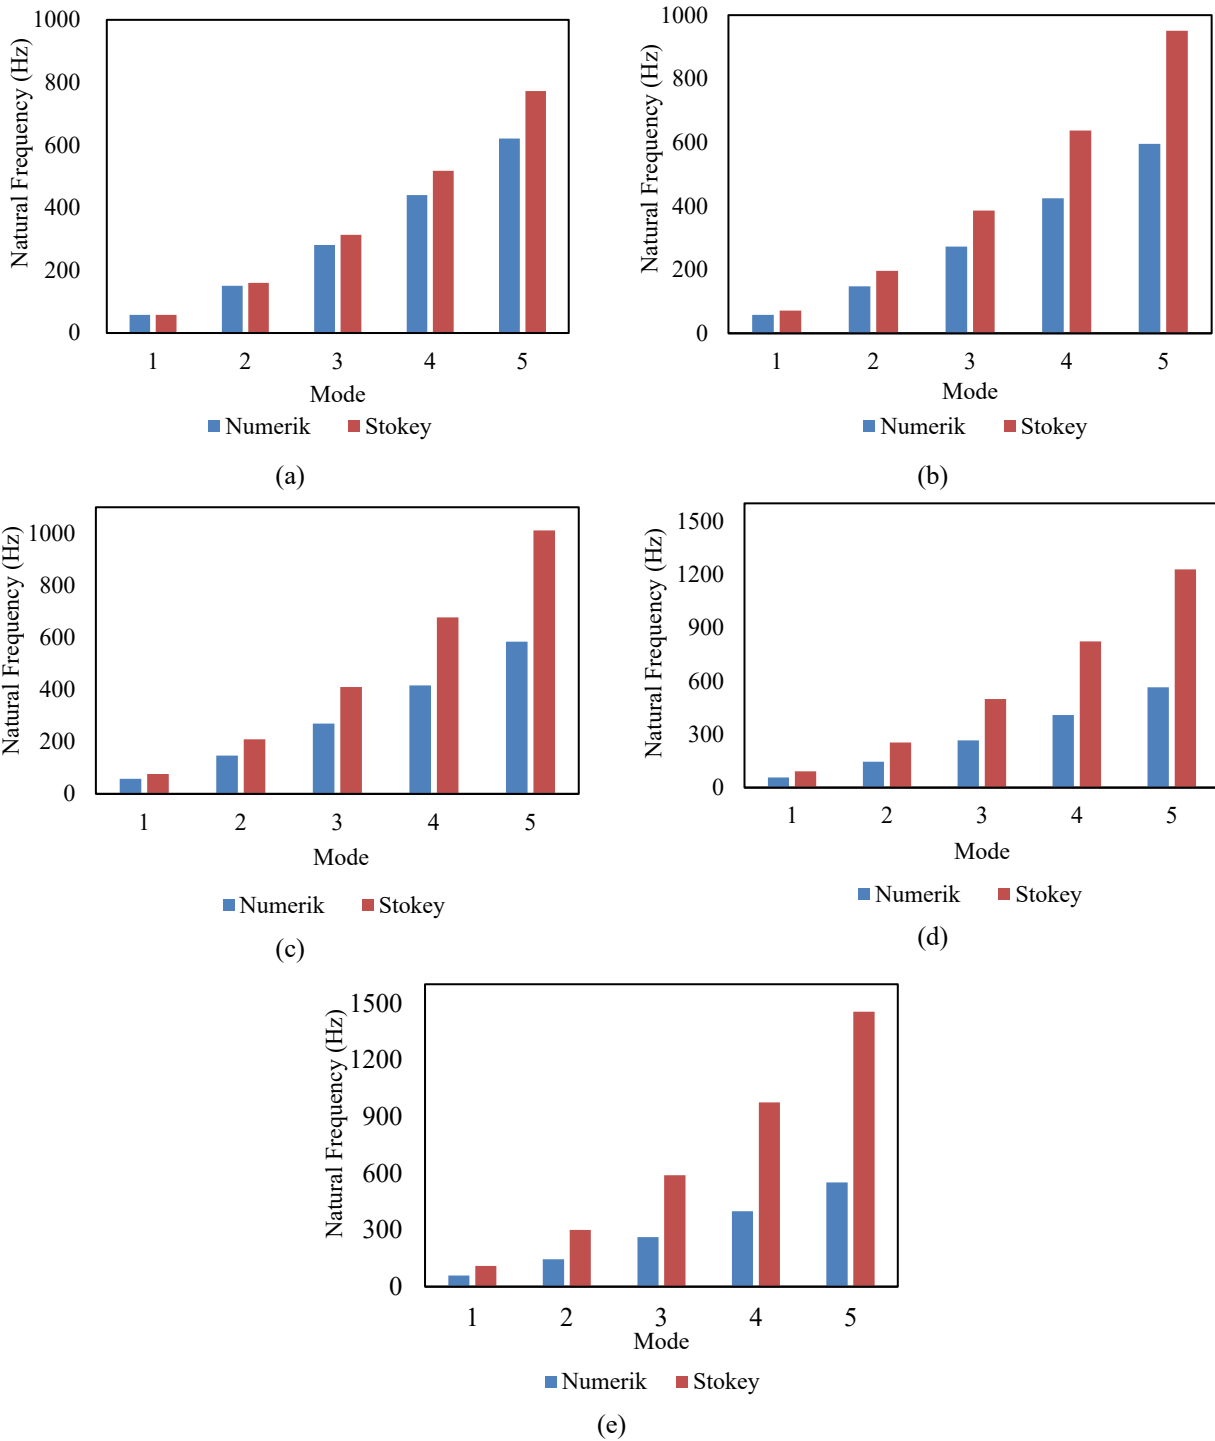 Natural Frequency (Hz)
1000
800
600
400
200
0
1 2 3 4 5
Mode
Numerik Stokey
(a)
Natural Frequency (Hz)
1000
800
600
400
200
0
1 2 3 4 5
Mode
Numerik Stokey
(b)
Natural Frequency (Hz)
1000
800
600
400
200
0
1 2 3 4 5
Mode
Numerik Stokey
(c)
Natural Frequency (Hz)
1500
1200
900
600
300
0
1 2 3 4 5
Mode
Numerik Stokey
(d)
Natural Frequency (Hz)
1500
1200
900
600
300
0
1 2 3 4 5
Mode
Numerik Stokey
(e)